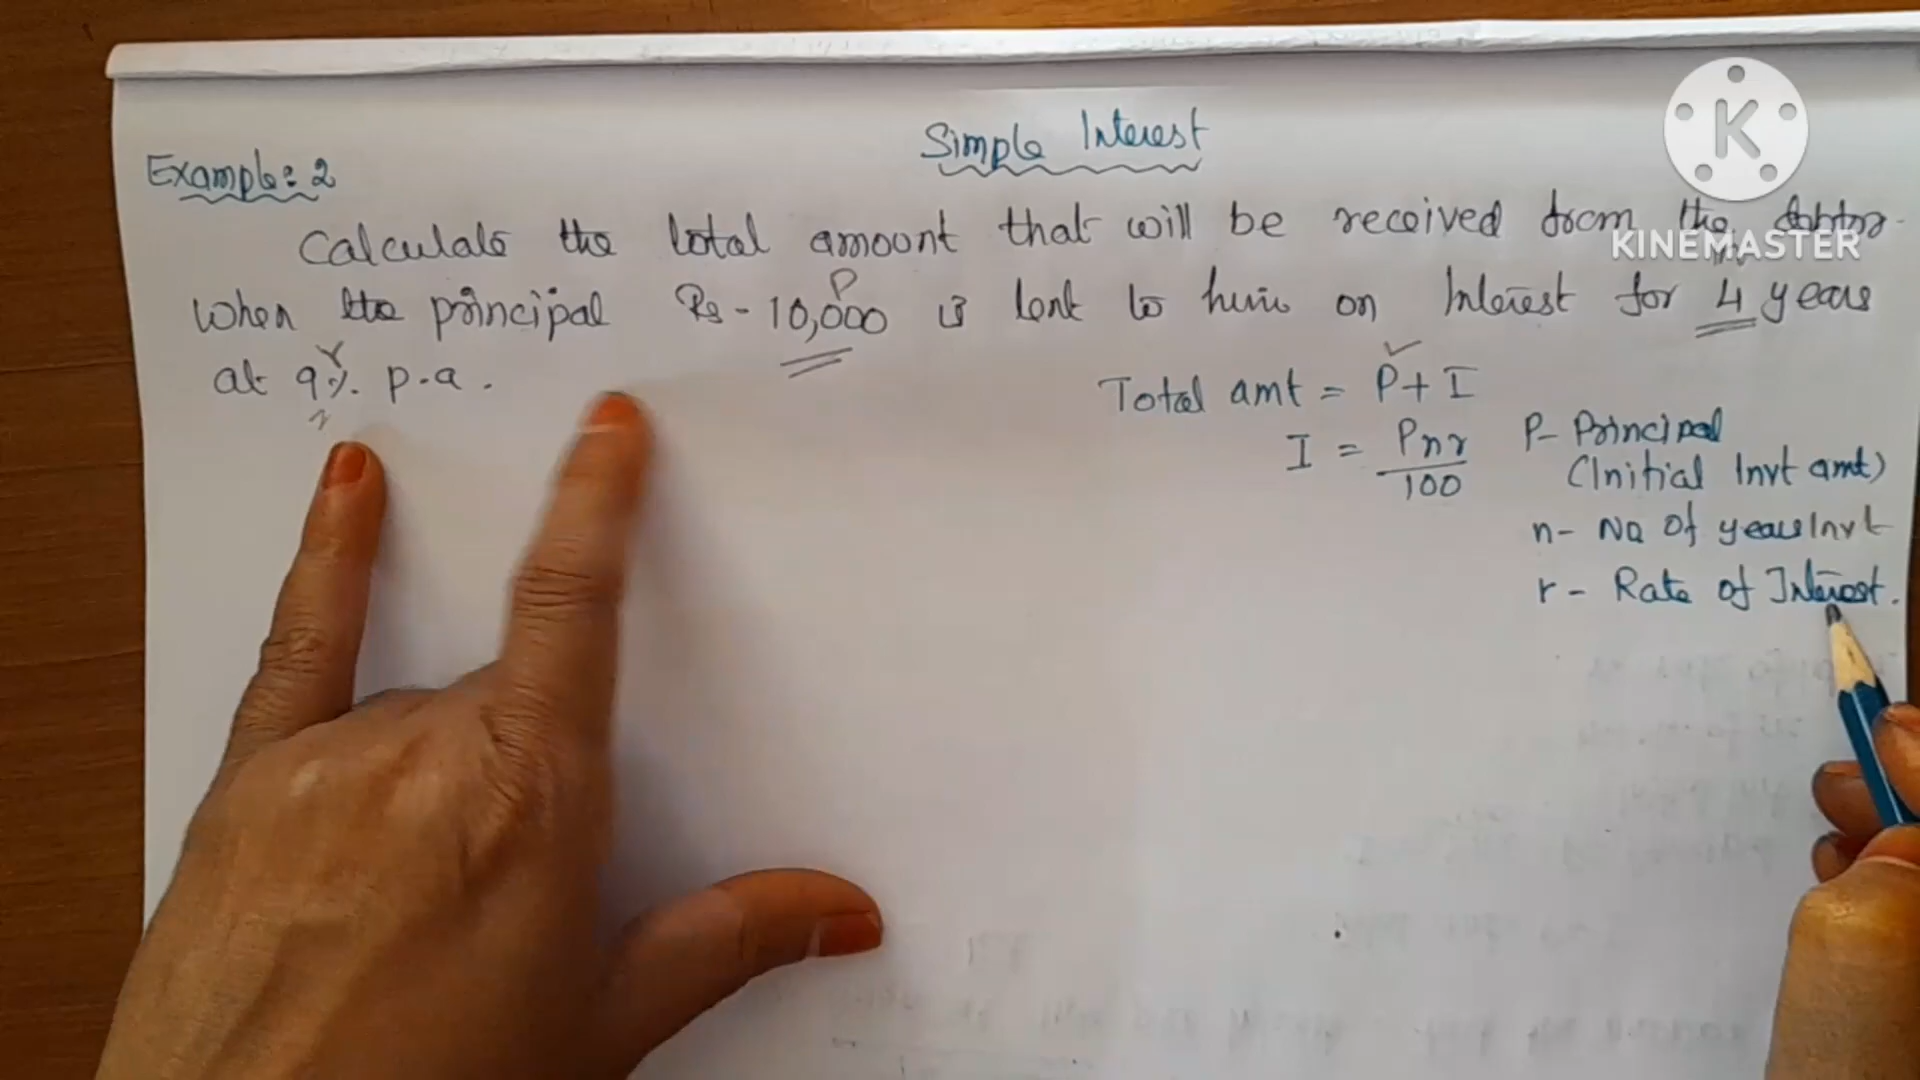 Simple Interest
Example: 2
Calculate the total amount that will be received from the debtor
when the principal Rs - 10,000 is lent to him on Interest for 4 years
P
at 9% p.a.
r
Total amt = P + I
I = Pnr
100
P- Principal
(Initial Invt amt)
n- No Of years Invt
r - Rate of Interest.
K
KINEMASTER